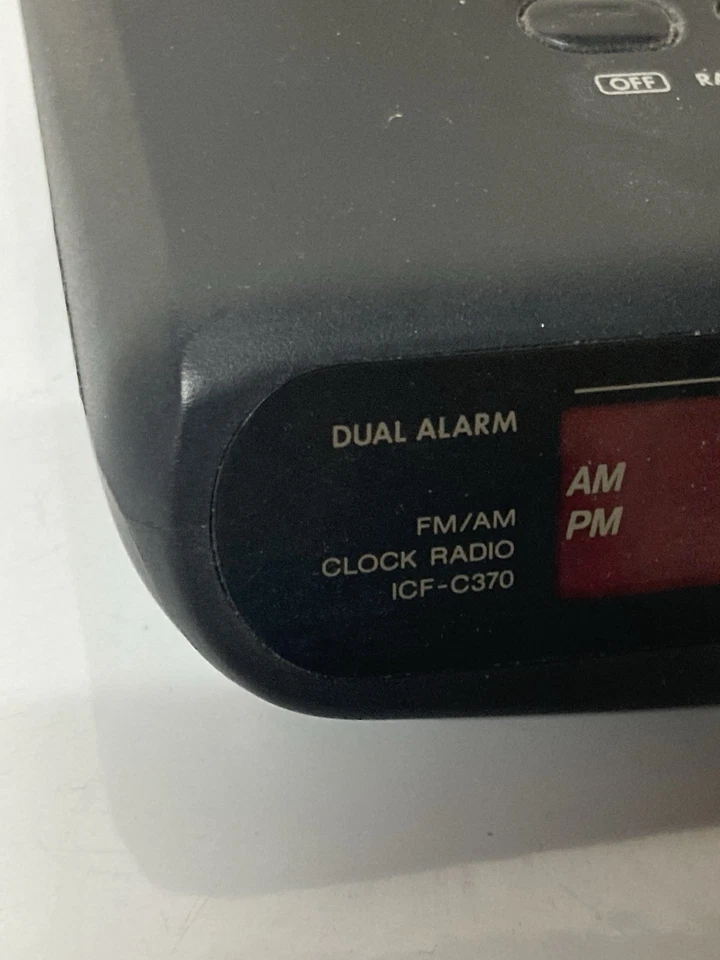 OFF
DUAL ALARM
AM
PM
FM/AM
CLOCK RADIO
ICF-C370